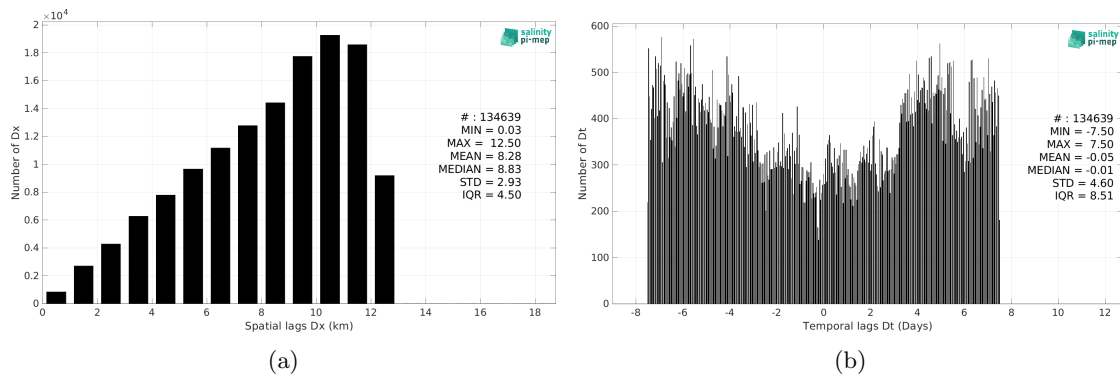 ×10⁴
2
1.8
1.6
1.4
1.2
1
0.8
0.6
0.4
0.2
0
Number of Dx
0 2 4 6 8 10 12 14 16 18
Spatial lags Dx (km)
salinity
pi-mep
# : 134639
MIN = 0.03
MAX = 12.50
MEAN = 8.28
MEDIAN = 8.83
STD = 2.93
IQR = 4.50
(a)
600
500
400
300
200
100
0
Number of Dt
-8 -6 -4 -2 0 2 4 6 8 10 12
Temporal lags Dt (Days)
salinity
pi-mep
# : 134639
MIN = -7.50
MAX = 7.50
MEAN = -0.05
MEDIAN = -0.01
STD = 4.60
IQR = 8.51
(b)